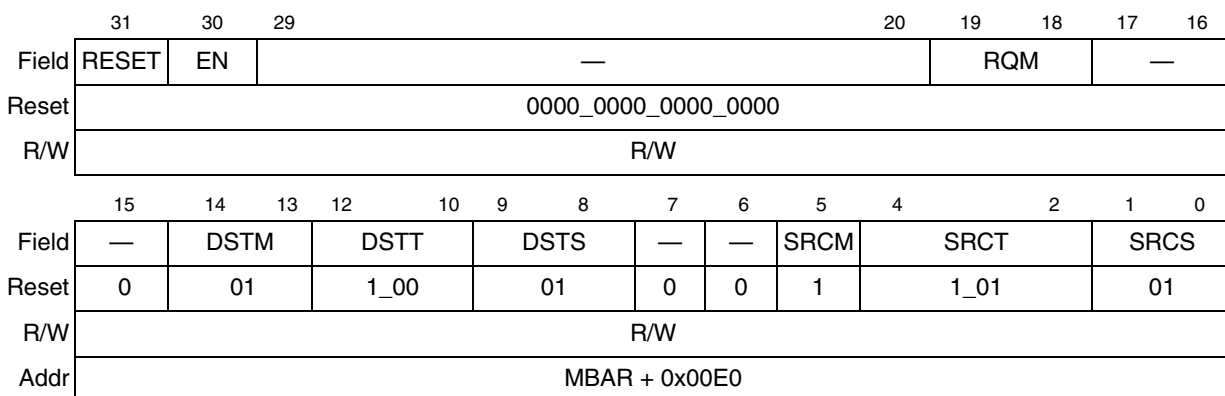 31 30 29 20 19 18 17 16
Field RESET EN — RQM —
Reset 0000_0000_0000_0000
R/W R/W
15 14 13 12 10 9 8 7 6 5 4 2 1 0
Field — DSTM DSTT DSTS — — SRCM SRCT SRCS
Reset 0 01 1_00 01 0 0 1 1_01 01
R/W R/W
Addr MBAR + 0x00E0